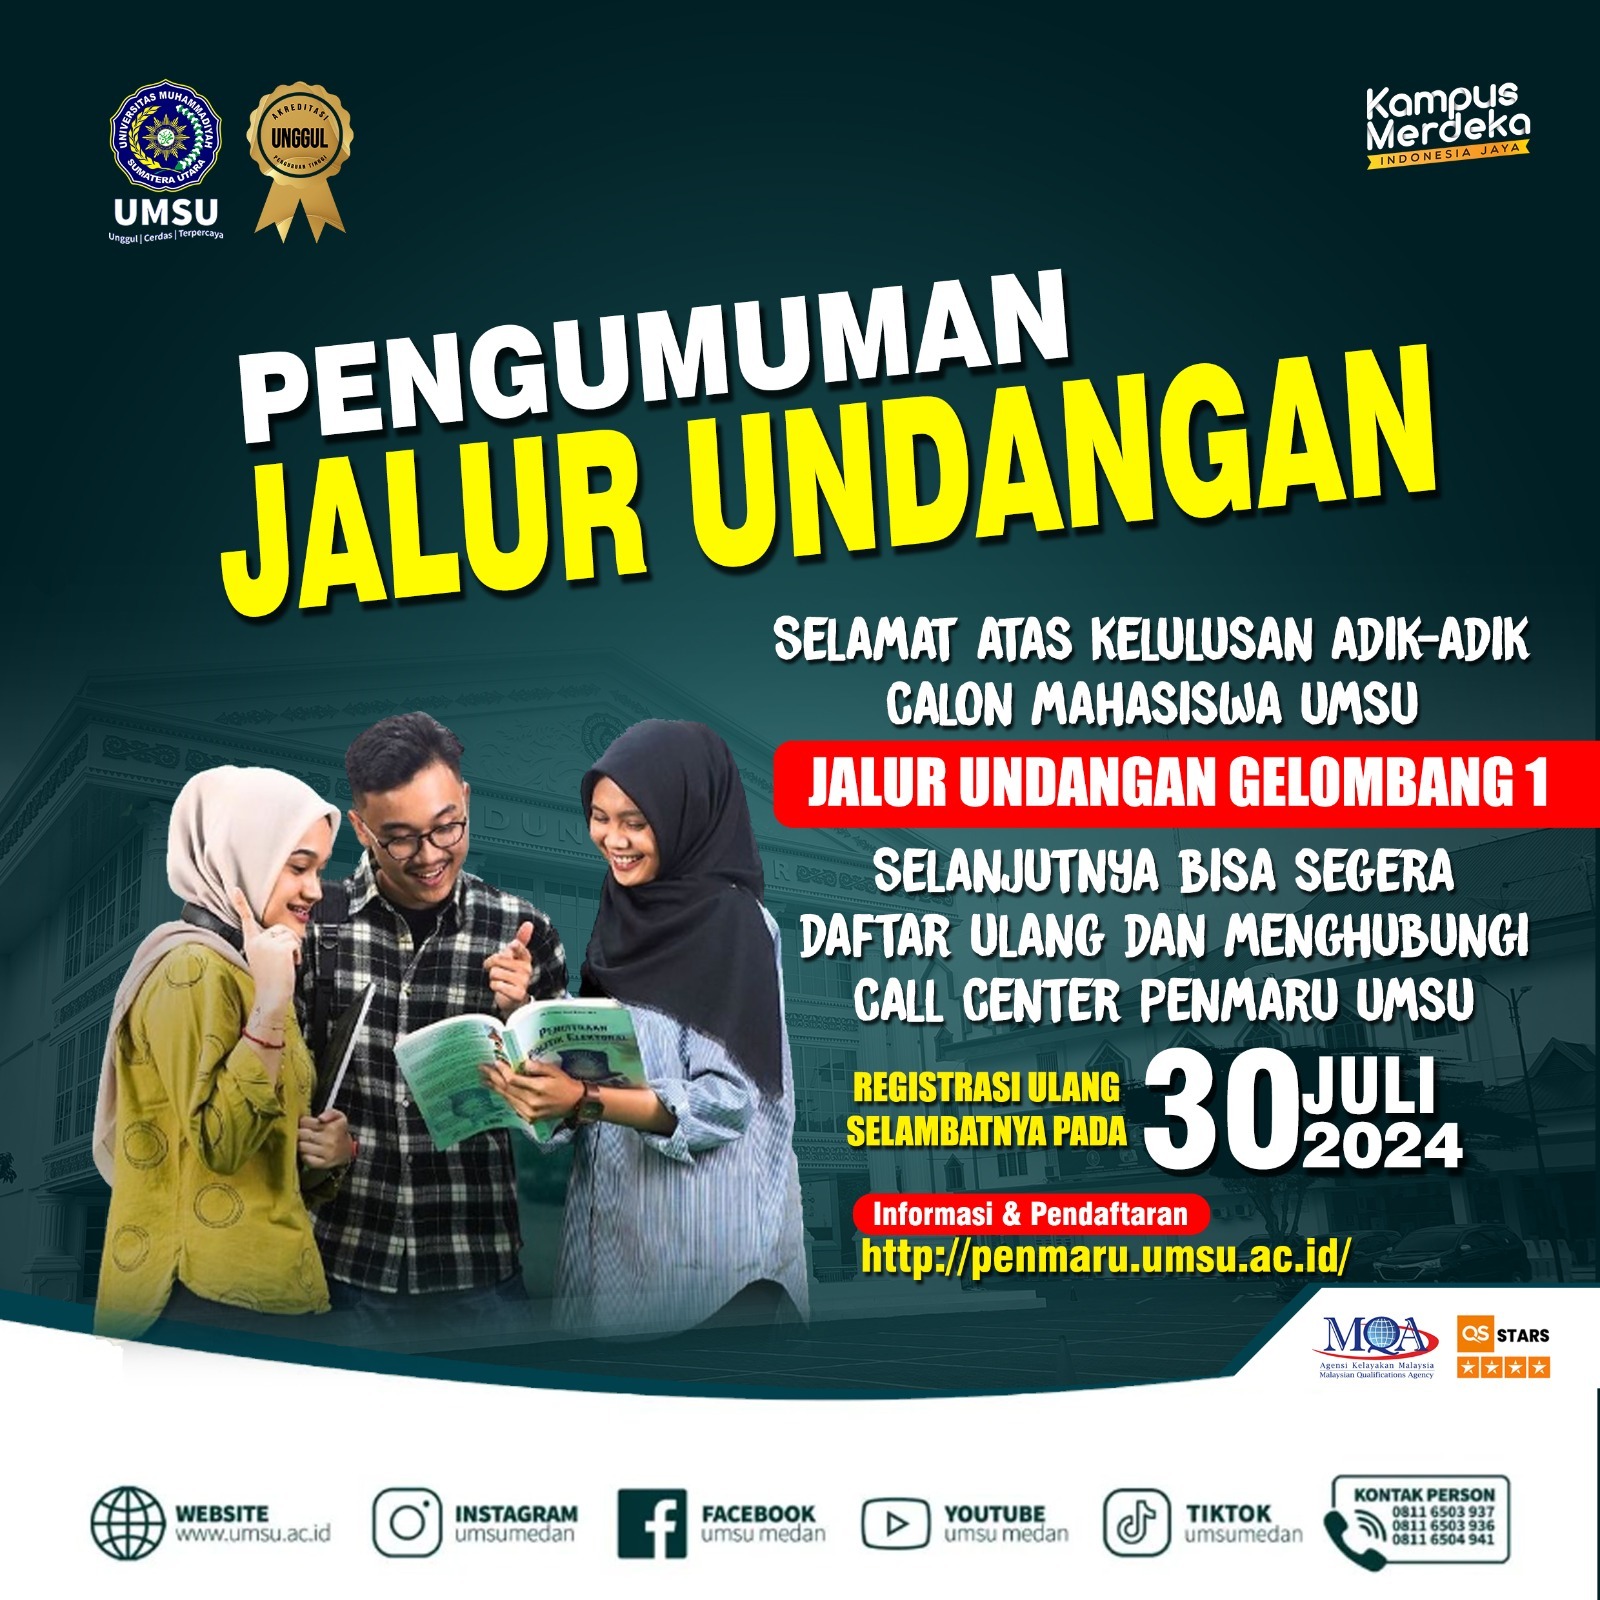 UNIVERSITAS MUHAMMADIYAH
SUMATERA UTARA
UMSU
Unggul | Cerdas | Terpercaya
AKREDITASI
UNGGUL
PERGURUAN TINGGI
Kampus
Merdeka
INDONESIA JAYA
PENGUMUMAN
JALUR UNDANGAN
SELAMAT ATAS KELULUSAN ADIK-ADIK
CALON MAHASISWA UMSU
JALUR UNDANGAN GELOMBANG 1
SELANJUTNYA BISA SEGERA
DAFTAR ULANG DAN MENGHUBUNGI
CALL CENTER PENMARU UMSU
REGISTRASI ULANG
SELAMBATNYA PADA
30 JULI
2024
Informasi & Pendaftaran
http://penmaru.umsu.ac.id/
POLITIK ELEKTORAL
MQA
Agensi Kelayakan Malaysia
Malaysian Qualifications Agency
QS STARS
WEBSITE
www.umsu.ac.id
INSTAGRAM
umsumedan
FACEBOOK
umsu medan
YOUTUBE
umsu medan
TIKTOK
umsumedan
KONTAK PERSON
0811 6503 937
0811 6503 936
0811 6504 941